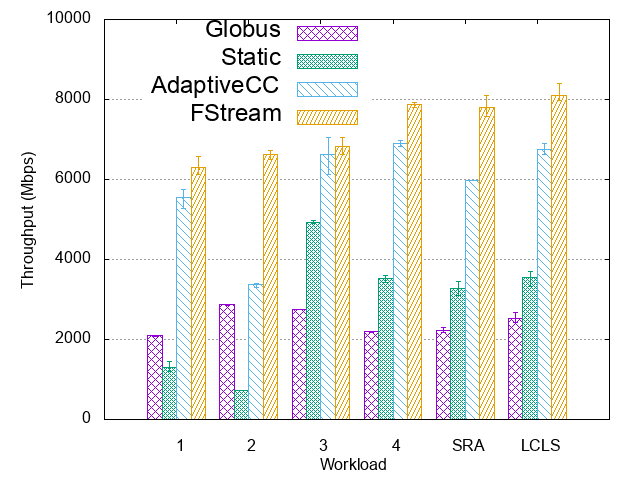 10000
8000
6000
4000
2000
0
Throughput (Mbps)
Globus
Static
AdaptiveCC
FStream
1 2 3 4 SRA LCLS
Workload